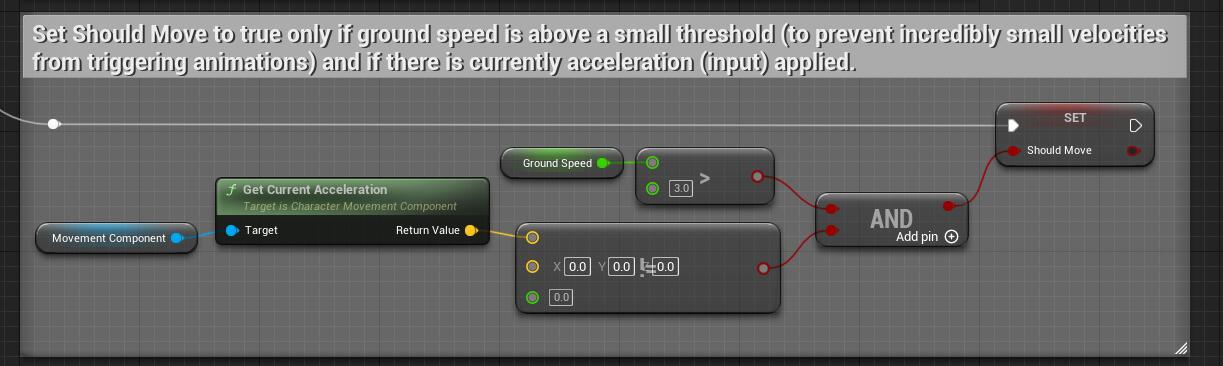 Set Should Move to true only if ground speed is above a small threshold (to prevent incredibly small velocities
from triggering animations) and if there is currently acceleration (input) applied.
SET
Should Move
Ground Speed
>
3.0
f Get Current Acceleration
Target is Character Movement Component
Target Return Value
Movement Component
AND
Add pin
X 0.0 Y 0.0 != 0.0
0.0